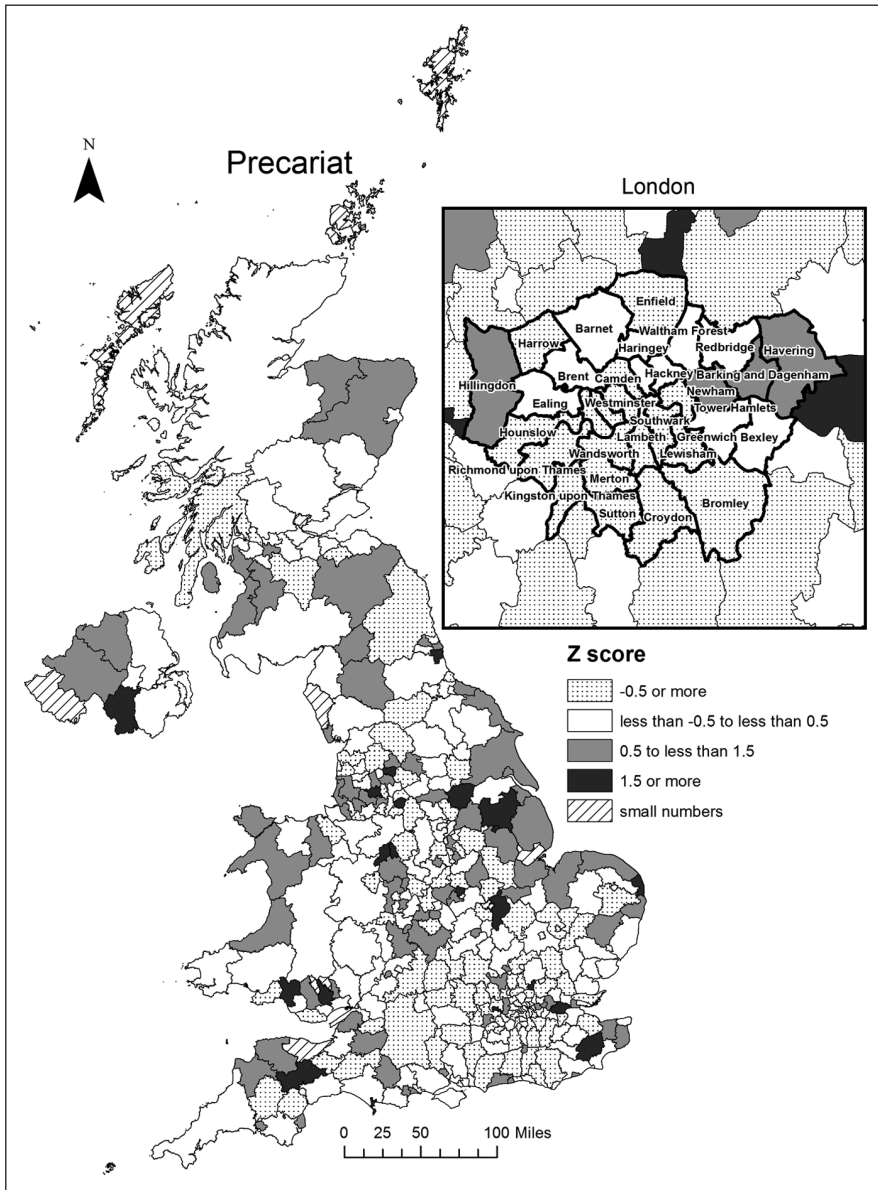 N
Precariat
London
Enfield
Barnet
Waltham Forest
Harrow
Haringey
Redbridge
Havering
Hillingdon
Brent
Camden
Hackney
Barking and Dagenham
Newham
Ealing
Westminster
Tower Hamlets
Southwark
Hounslow
Lambeth
Greenwich
Bexley
Wandsworth
Lewisham
Richmond upon Thames
Merton
Kingston upon Thames
Bromley
Sutton
Croydon
Z score
-0.5 or more
less than -0.5 to less than 0.5
0.5 to less than 1.5
1.5 or more
small numbers
0 25 50 100 Miles